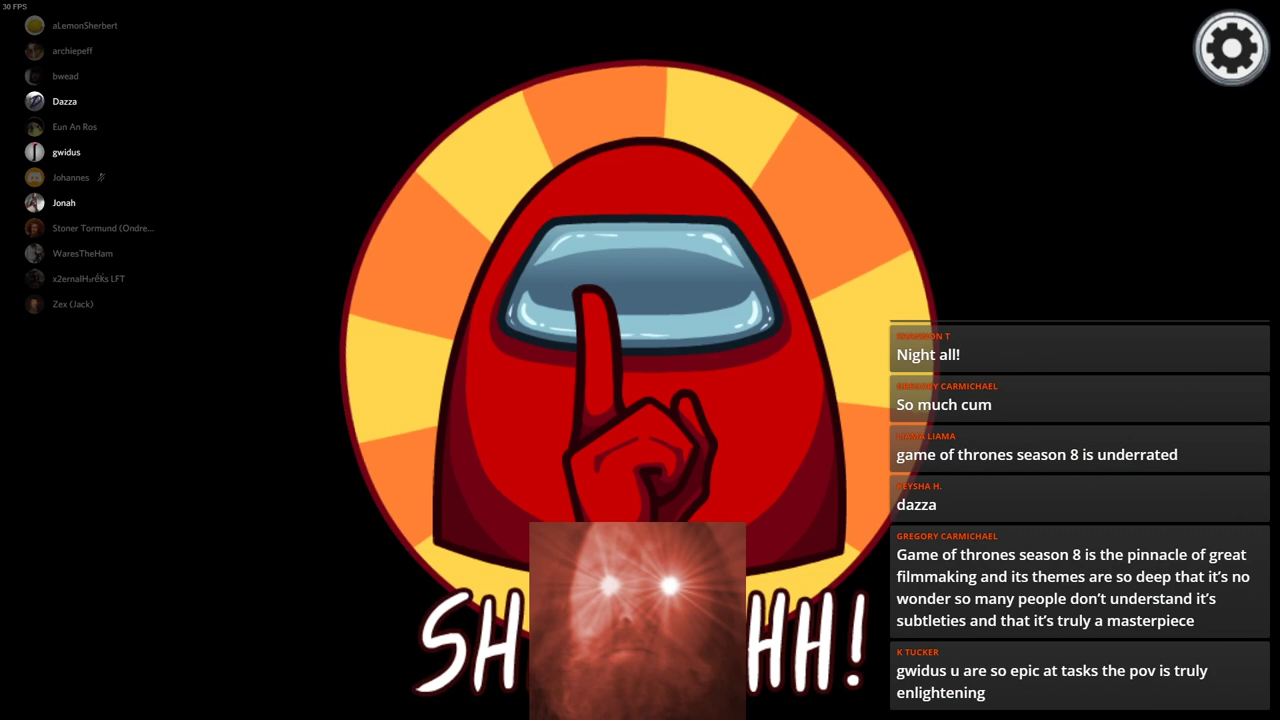 30 FPS
aLemonSherbert
archiepeff
bwead
Dazza
Eun An Ros
gwidus
Johannes
Jonah
Stoner Tormund (Ondre...
WaresTheHam
LFT
Zex (Jack)
SH HH!
Night all!
GREGORY CARMICHAEL
So much cum
LIAMA LIAMA
game of thrones season 8 is underrated
KEYSHA H.
dazza
GREGORY CARMICHAEL
Game of thrones season 8 is the pinnacle of great
filmmaking and its themes are so deep that it's no
wonder so many people don't understand it's
subtleties and that it's truly a masterpiece
K TUCKER
gwidus u are so epic at tasks the pov is truly
enlightening